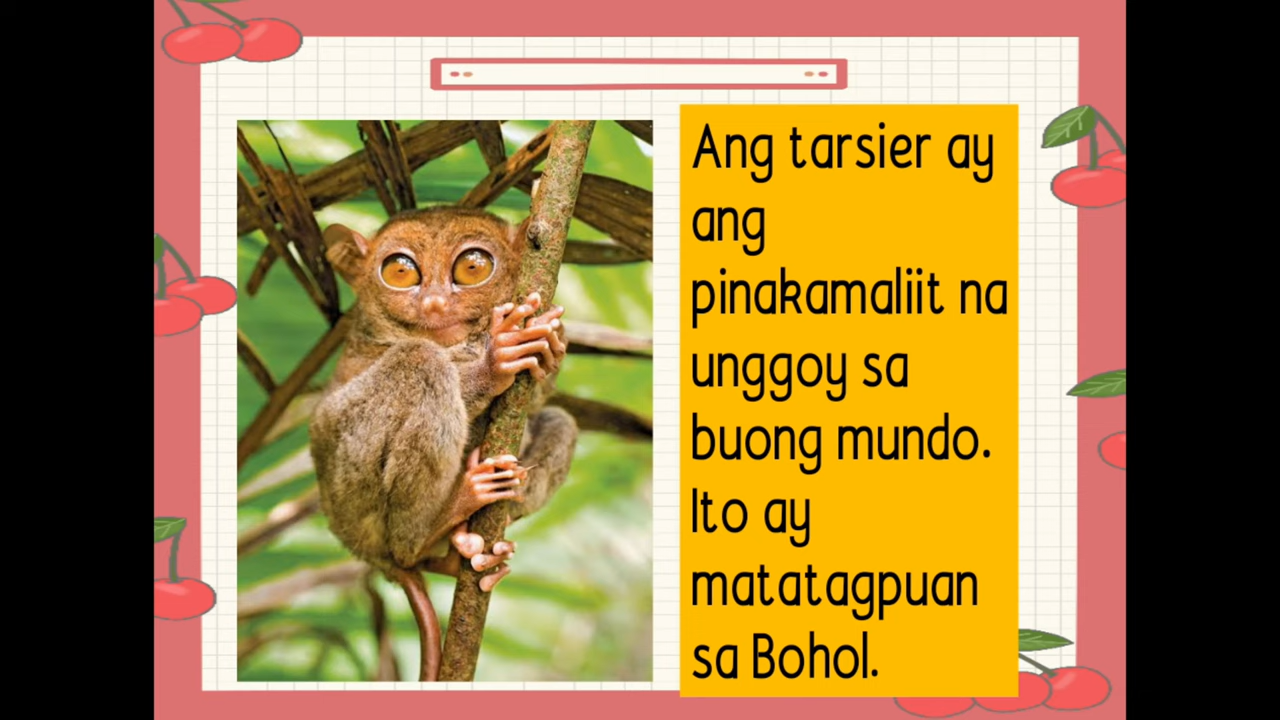 Ang tarsier ay
ang
pinakamaliit na
unggoy sa
buong mundo.
Ito ay
matatagpuan
sa Bohol.